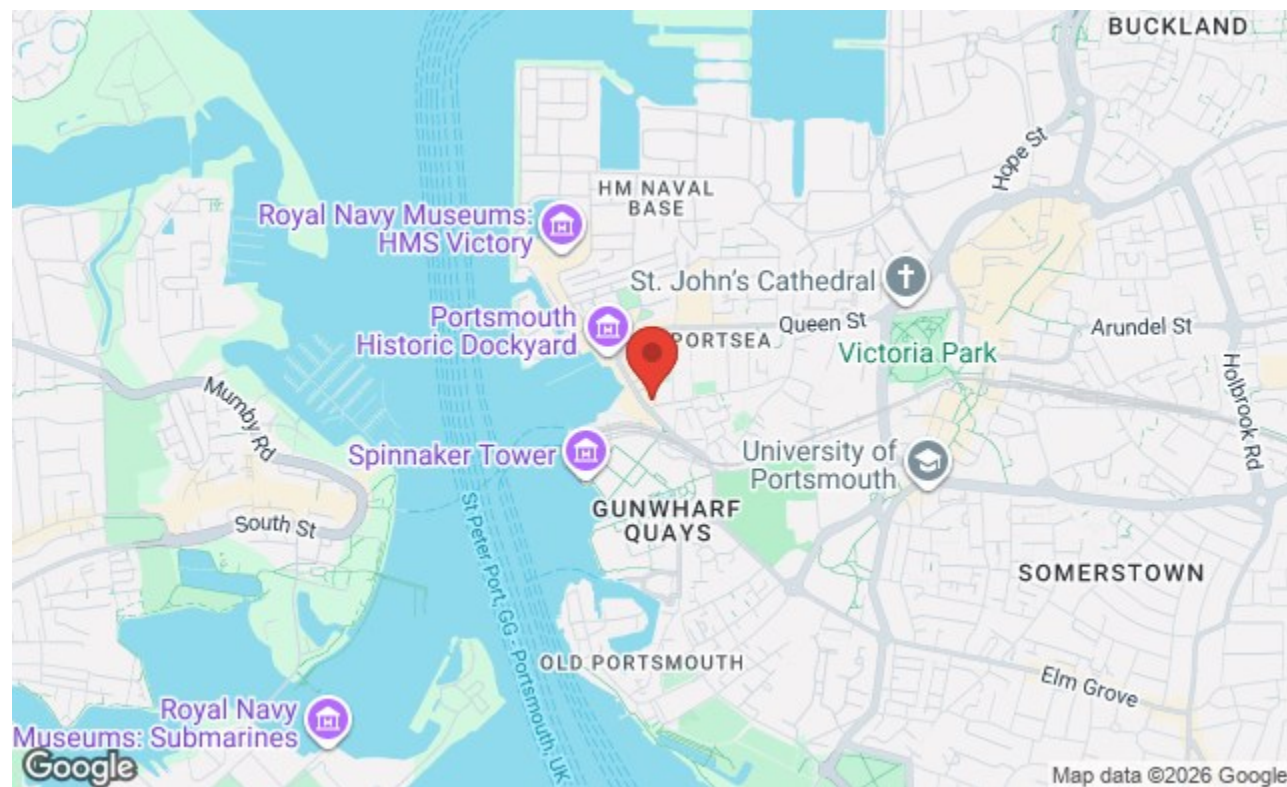 BUCKLAND
Hope St
HM NAVAL
BASE
Royal Navy Museums:
HMS Victory
St. John's Cathedral
Portsmouth
Historic Dockyard
Queen St
PORTSEA
Arundel St
Victoria Park
Holbrook Rd
Mumby Rd
Spinnaker Tower
University of
Portsmouth
GUNWHARF
QUAYS
South St
St Peter Port, GG - Portsmouth, UK
SOMERSTOWN
OLD PORTSMOUTH
Elm Grove
Royal Navy
Museums: Submarines
Google
Map data ©2026 Google